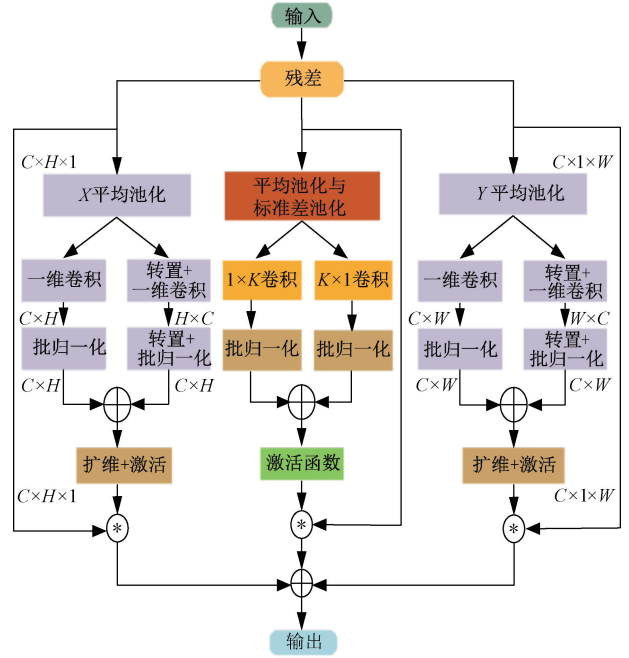 输入
残差
C×H×1
C×1×W
X平均池化
平均池化与
标准差池化
Y平均池化
一维卷积
转置+
一维卷积
1×K卷积
K×1卷积
一维卷积
转置+
一维卷积
C×H
H×C
C×W
W×C
批归一化
转置+
批归一化
批归一化
批归一化
批归一化
转置+
批归一化
C×H
C×H
C×W
C×W
扩维+激活
激活函数
扩维+激活
C×H×1
C×1×W
*
*
*
输出